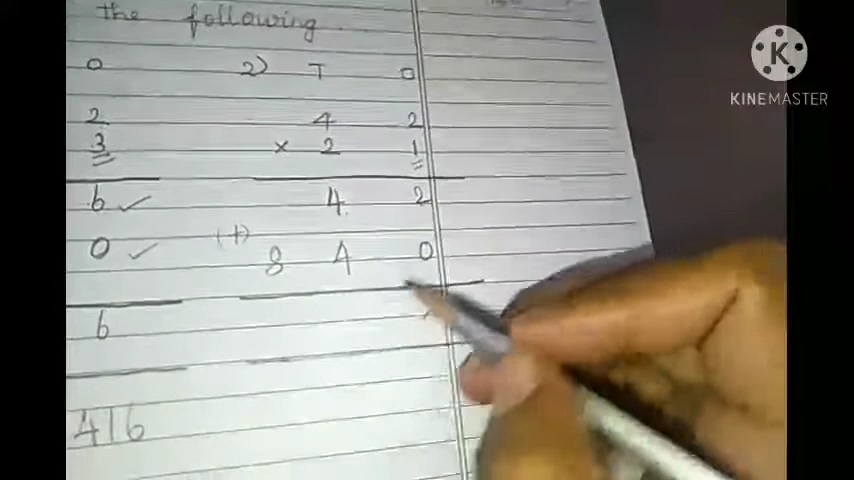 the following
0 2) T 0
2 4 2
3 × 2 1
6 4 2
0 (+) 8 4 0
6
416
K
KINEMASTER